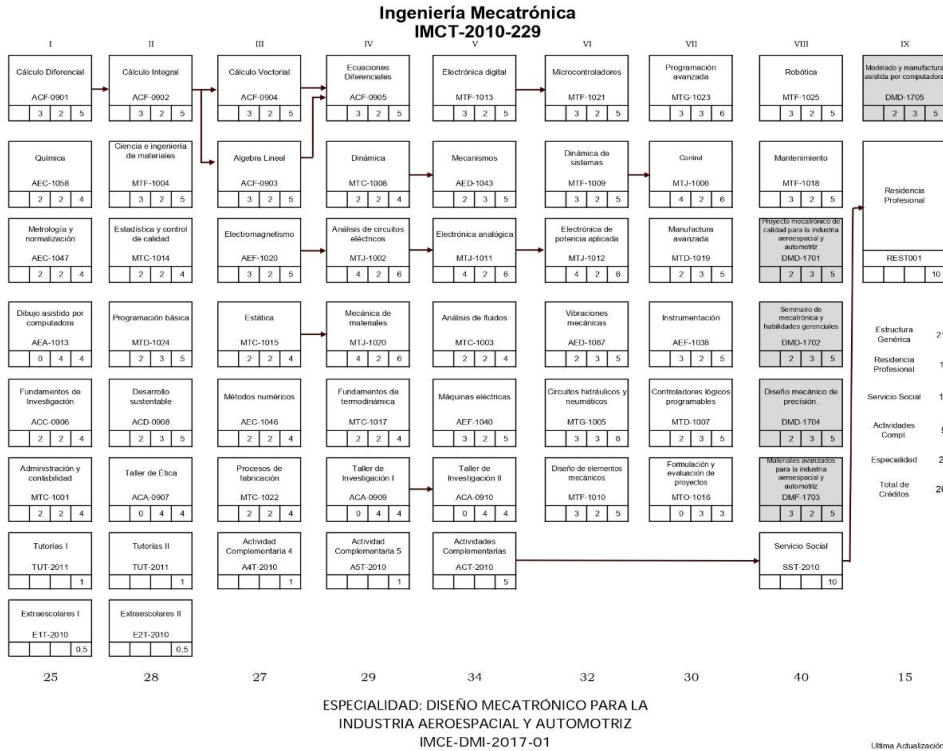 Ingeniería Mecatrónica
IMCT-2010-229
I II III IV V VI VII VIII IX
Cálculo Diferencial
ACF-0901
3 2 5
Cálculo Integral
ACF-0902
3 2 5
Cálculo Vectorial
ACF-0904
3 2 5
Ecuaciones
Diferenciales
ACF-0905
3 2 5
Electrónica digital
MTF-1013
3 2 5
Microcontroladores
MTF-1021
3 2 5
Programación
avanzada
MTG-1023
3 3 6
Robótica
MTF-1025
3 2 5
Modelado y manufactura
asistida por computadora
DMD-1705
2 3 5
Química
AEC-1058
2 2 4
Ciencia e ingeniería
de materiales
MTF-1004
3 2 5
Algebra Lineal
ACF-0903
3 2 5
Dinámica
MTC-1008
2 2 4
Mecanismos
AED-1043
2 3 5
Dinámica de
sistemas
MTF-1009
3 2 5
Control
MTJ-1006
4 2 6
Mantenimiento
MTF-1018
3 2 5
Residencia
Profesional
REST001
10
Metrología y
normalización
AEC-1047
2 2 4
Estadística y control
de calidad
MTC-1014
2 2 4
Electromagnetismo
AEF-1020
3 2 5
Análisis de circuitos
eléctricos
MTJ-1002
4 2 6
Electrónica analógica
MTJ-1011
4 2 6
Electrónica de
potencia aplicada
MTJ-1012
4 2 6
Manufactura
avanzada
MTD-1019
2 3 5
Proyecto mecatrónico de
calidad para la industria
aeroespacial y
automotriz
DMD-1701
2 3 5
Dibujo asistido por
computadora
AEA-1013
0 4 4
Programación básica
MTD-1024
2 3 5
Estática
MTC-1015
2 2 4
Mecánica de
materiales
MTJ-1020
4 2 6
Análisis de fluidos
MTC-1003
2 2 4
Vibraciones
mecánicas
AED-1067
2 3 5
Instrumentación
AEF-1038
3 2 5
Seminario de
mecatrónica y
habilidades gerenciales
DMD-1702
2 3 5
Fundamentos de
Investigación
ACC-0906
2 2 4
Desarrollo
sustentable
ACD-0908
2 3 5
Métodos numéricos
AEC-1046
2 2 4
Fundamentos de
termodinámica
MTC-1017
2 2 4
Máquinas eléctricas
AEF-1040
3 2 5
Circuitos hidráulicos y
neumáticos
MTG-1005
3 3 6
Controladores lógicos
programables
MTD-1007
2 3 5
Diseño mecánico de
precisión.
DMD-1704
2 3 5
Administración y
contabilidad
MTC-1001
2 2 4
Taller de Ética
ACA-0907
0 4 4
Procesos de
fabricación
MTC-1022
2 2 4
Taller de
Investigación I
ACA-0909
0 4 4
Taller de
Investigación II
ACA-0910
0 4 4
Diseño de elementos
mecánicos
MTF-1010
3 2 5
Formulación y
evaluación de
proyectos
MTO-1016
0 3 3
Materiales avanzados
para la industria
aeroespacial y
automotriz
DMF-1703
3 2 5
Tutorías I
TUT-2011
1
Tutorías II
TUT-2011
1
Actividad
Complementaria 4
A4T-2010
1
Actividad
Complementaria 5
A5T-2010
1
Actividades
Complementarias
ACT-2010
5
Servicio Social
SST-2010
10
Extraescolares I
E1T-2010
0,5
Extraescolares II
E2T-2010
0,5
Estructura
Genérica
Residencia
Profesional
Servicio Social
Actividades
Compl.
Especialidad
Total de
Créditos
25 28 27 29 34 32 30 40 15
ESPECIALIDAD: DISEÑO MECATRÓNICO PARA LA
INDUSTRIA AEROESPACIAL Y AUTOMOTRIZ
IMCE-DMI-2017-01
Ultima Actualización